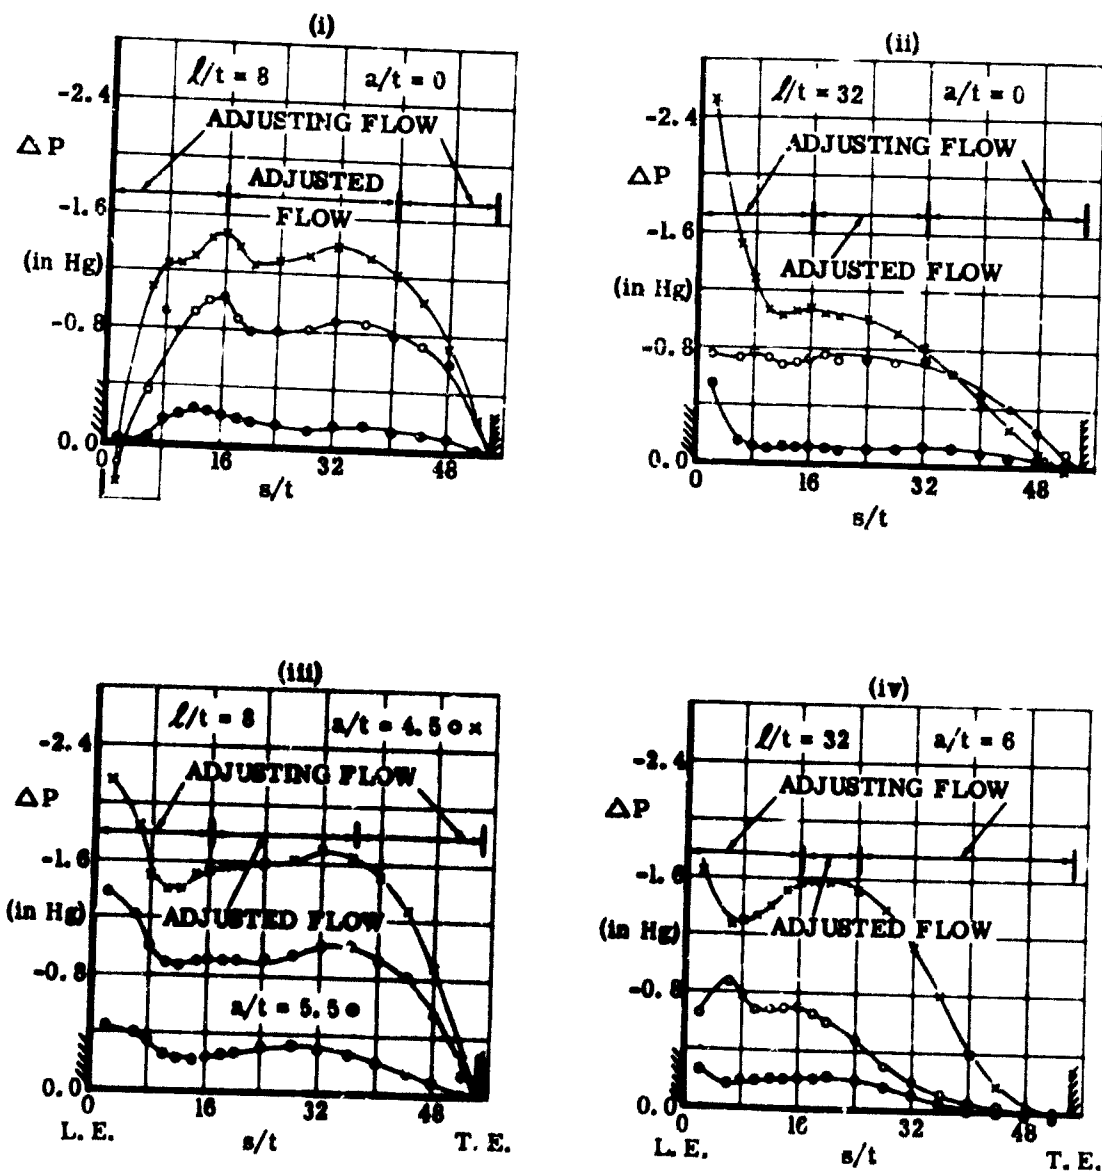 (i)
ℓ/t = 8 a/t = 0
-2.4
ADJUSTING FLOW
ΔP
ADJUSTED
FLOW
-1.6
(in Hg)
-0.8
0.0
0 16 32 48
s/t
(ii)
ℓ/t = 32 a/t = 0
-2.4
ADJUSTING FLOW
ΔP
-1.6
ADJUSTED FLOW
(in Hg)
-0.8
0.0
0 16 32 48
s/t
(iii)
ℓ/t = 8 a/t = 4.5 o x
-2.4
ADJUSTING FLOW
ΔP
-1.6
(in Hg)
ADJUSTED FLOW
-0.8
a/t = 5.5 ●
0.0
0 16 32 48
L. E. s/t T. E.
(iv)
ℓ/t = 32 a/t = 6
-2.4
ADJUSTING FLOW
ΔP
-1.6
(in Hg)
ADJUSTED FLOW
-0.8
0.0
0 16 32 48
L. E. s/t T. E.